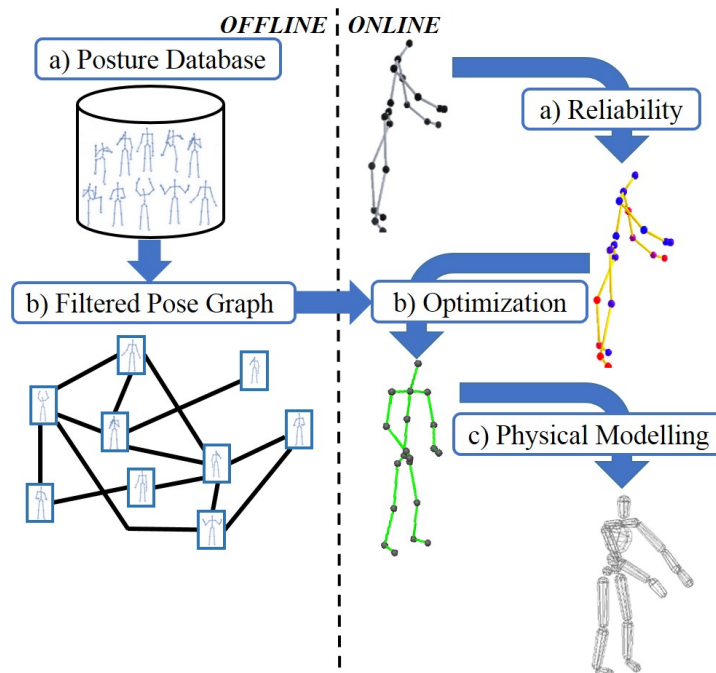 OFFLINE ONLINE
a) Posture Database
b) Filtered Pose Graph
a) Reliability
b) Optimization
c) Physical Modelling